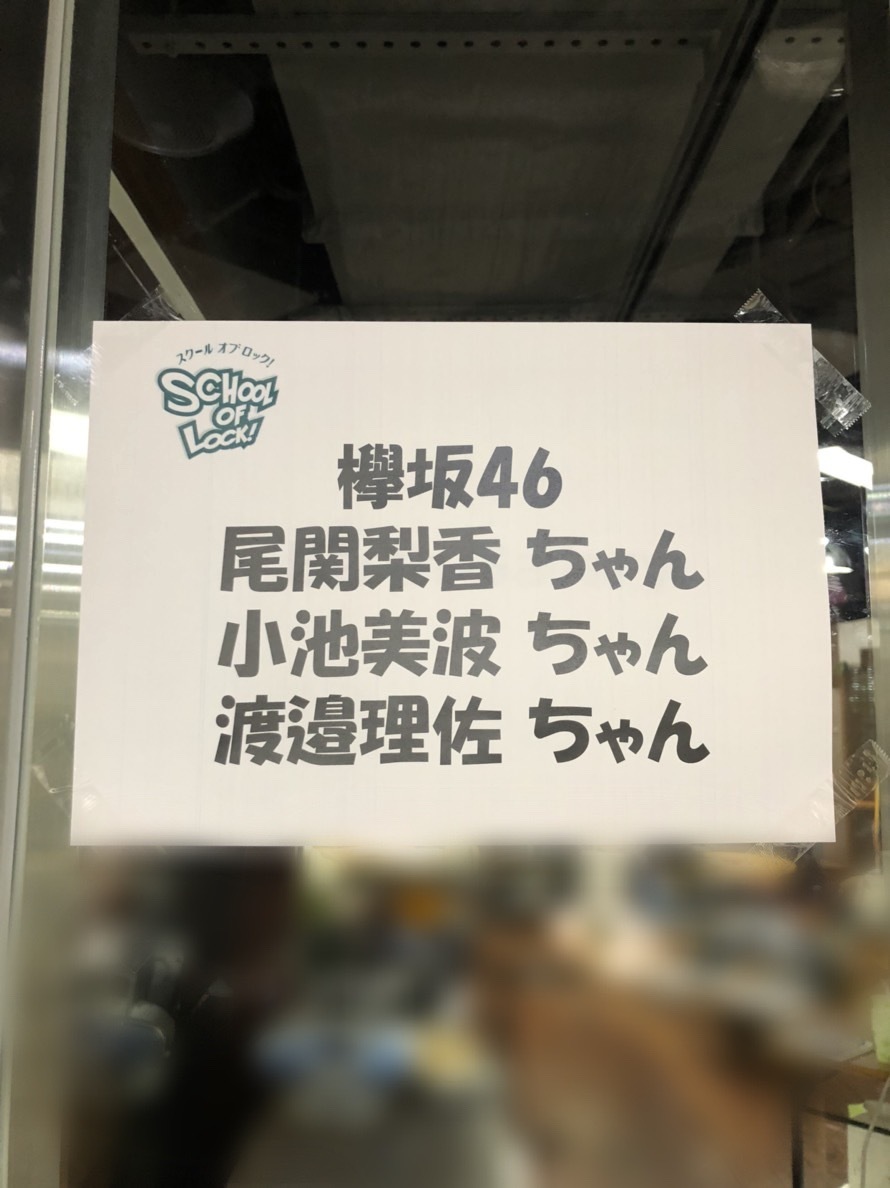 スクール オブ ロック!
SCHOOL
OF
LOCK!
欅坂46
尾関梨香 ちゃん
小池美波 ちゃん
渡邉理佐 ちゃん